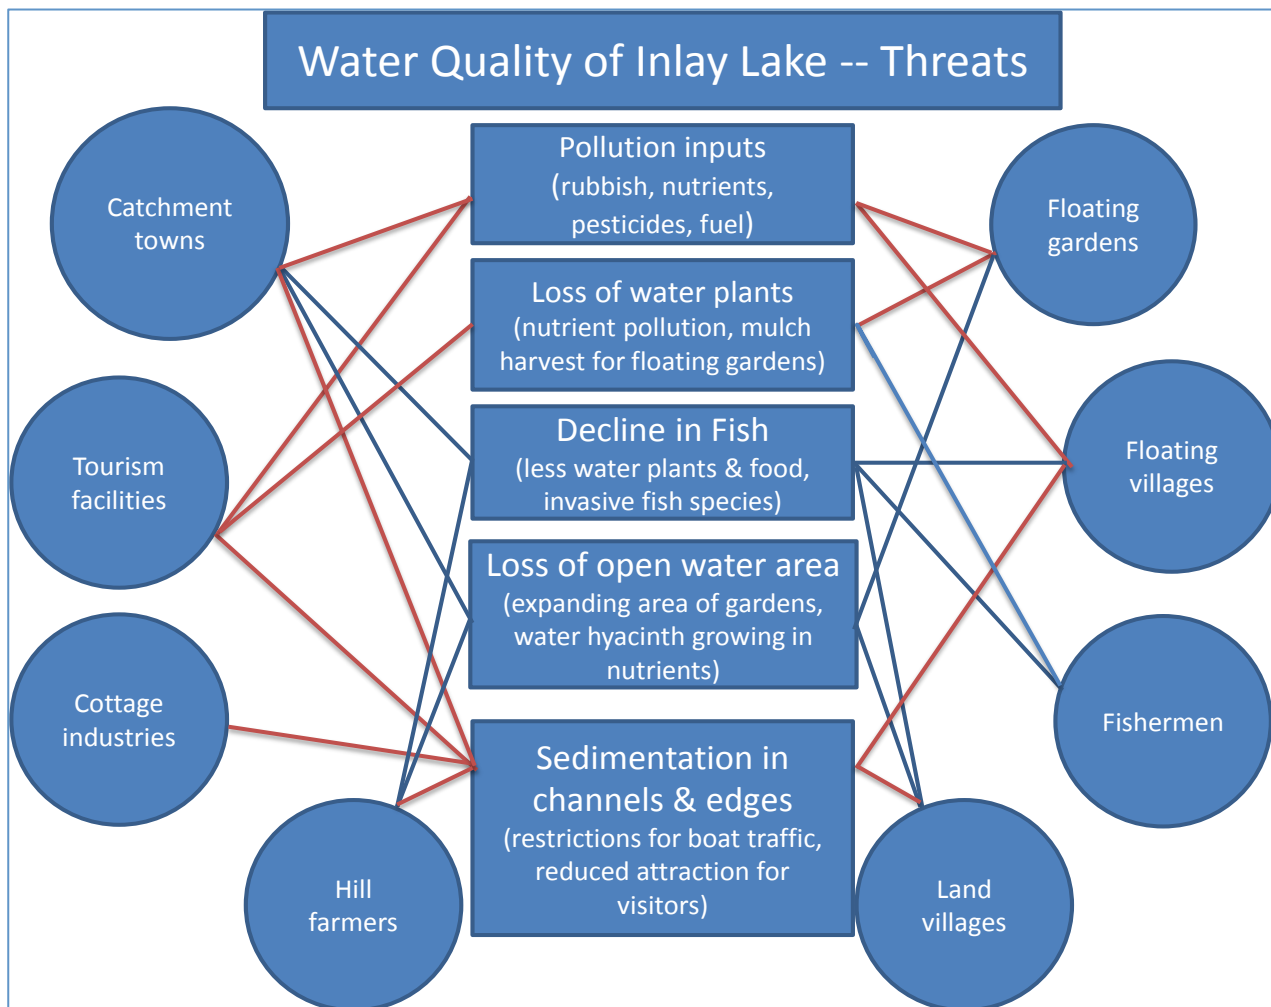 Water Quality of Inlay Lake -- Threats
Catchment
towns
Tourism
facilities
Cottage
industries
Hill
farmers
Pollution inputs
(rubbish, nutrients,
pesticides, fuel)
Loss of water plants
(nutrient pollution, mulch
harvest for floating gardens)
Decline in Fish
(less water plants & food,
invasive fish species)
Loss of open water area
(expanding area of gardens,
water hyacinth growing in
nutrients)
Sedimentation in
channels & edges
(restrictions for boat traffic,
reduced attraction for
visitors)
Floating
gardens
Floating
villages
Fishermen
Land
villages